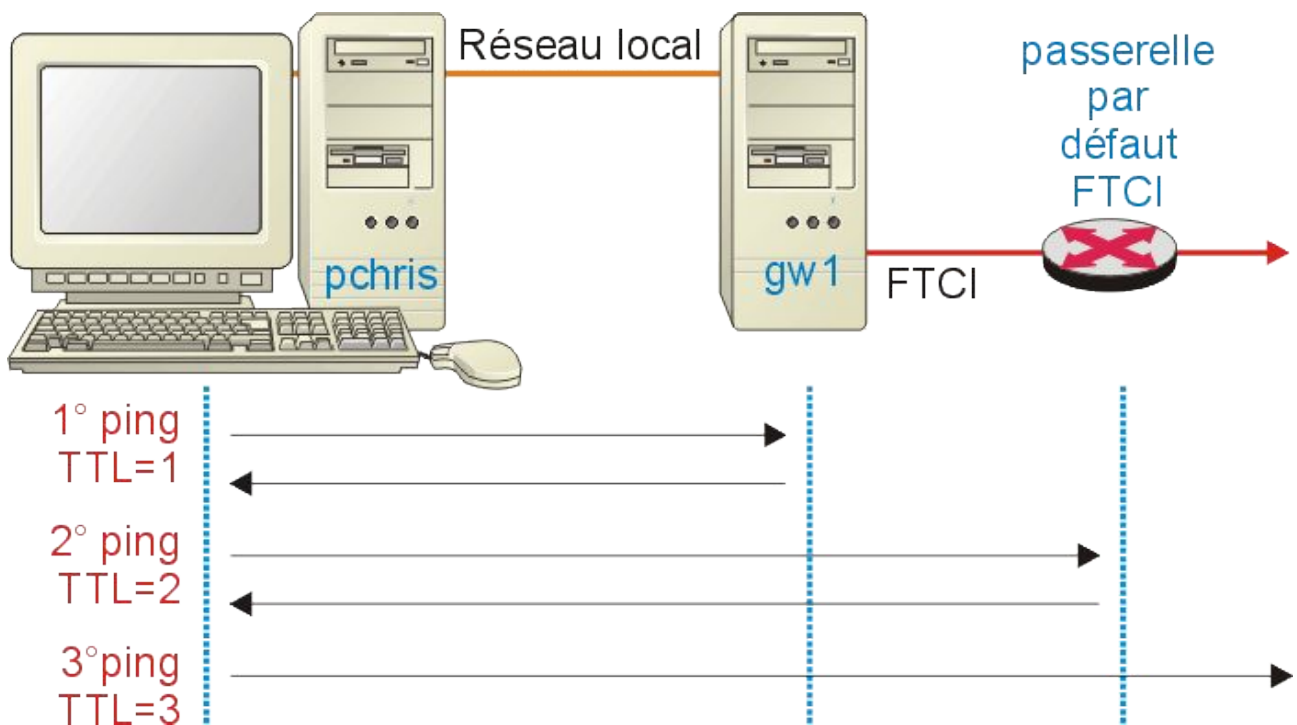 Réseau local
passerelle
par
défaut
FTCI
pchris
gw1
FTCI
1° ping
TTL=1
2° ping
TTL=2
3°ping
TTL=3